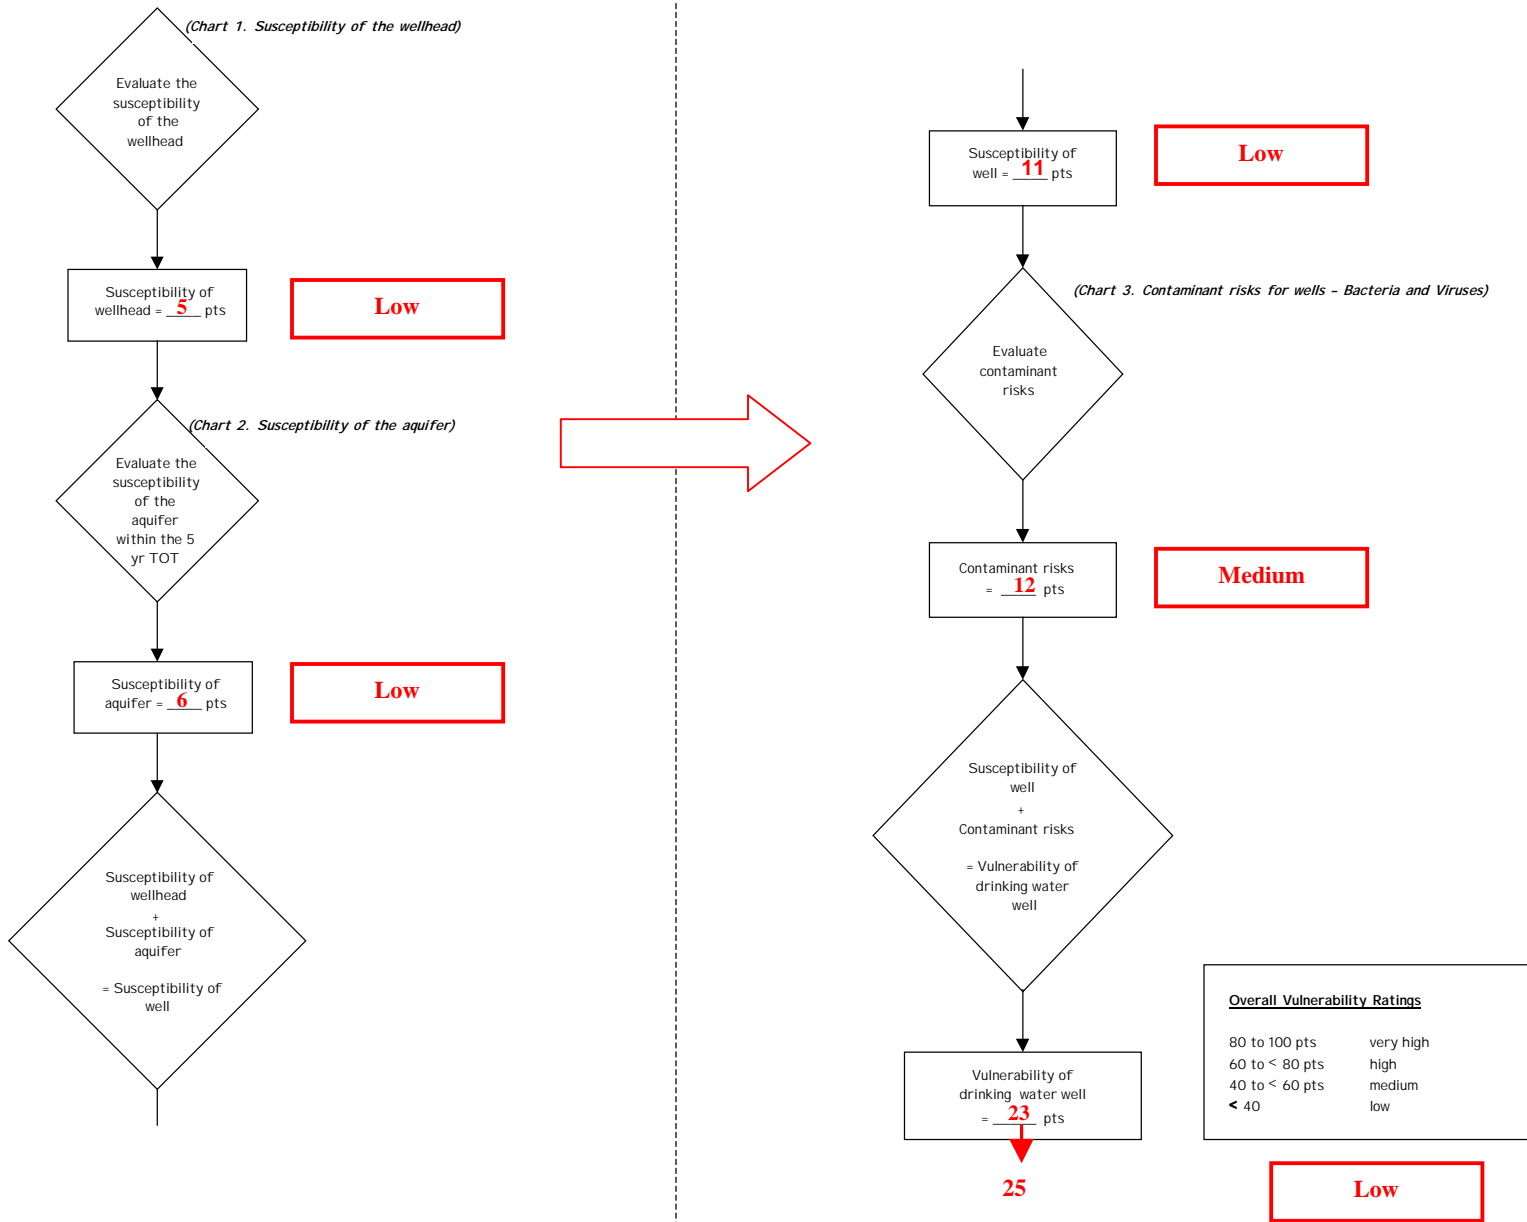 (Chart 1. Susceptibility of the wellhead)
Evaluate the
susceptibility
of the
wellhead
Susceptibility of
wellhead = 5 pts
Low
(Chart 2. Susceptibility of the aquifer)
Evaluate the
susceptibility
of the
aquifer
within the 5
yr TOT
Susceptibility of
aquifer = 6 pts
Low
Susceptibility of
wellhead
+
Susceptibility of
aquifer
= Susceptibility of
well
Susceptibility of
well = 11 pts
Low
(Chart 3. Contaminant risks for wells – Bacteria and Viruses)
Evaluate
contaminant
risks
Contaminant risks
= 12 pts
Medium
Susceptibility of
well
+
Contaminant risks
= Vulnerability of
drinking water
well
Vulnerability of
drinking water well
= 23 pts
25
Overall Vulnerability Ratings
80 to 100 pts very high
60 to < 80 pts high
40 to < 60 pts medium
< 40 low
Low